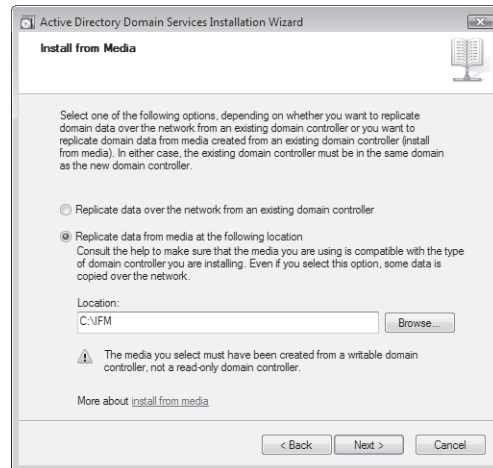 Active Directory Domain Services Installation Wizard
Install from Media
Select one of the following options, depending on whether you want to replicate
domain data over the network from an existing domain controller or you want to
replicate domain data from media created from an existing domain controller (install
from media). In either case, the existing domain controller must be in the same domain
as the new domain controller.
Replicate data over the network from an existing domain controller
Replicate data from media at the following location
Consult the help to make sure that the media you are using is compatible with the type
of domain controller you are installing. Even if you select this option, some data is
copied over the network.
Location:
C:\IFM
Browse...
The media you select must have been created from a writable domain
controller, not a read-only domain controller.
More about install from media
< Back Next > Cancel